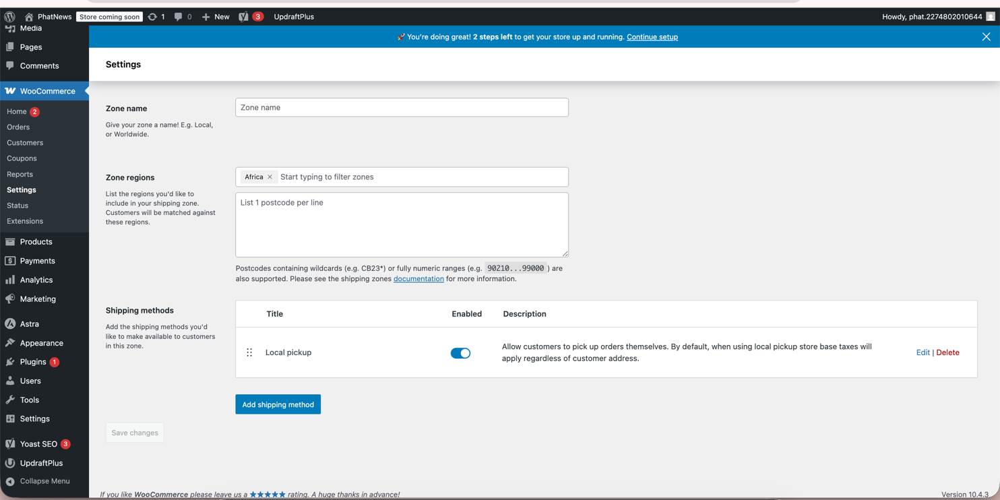 PhatNews Store coming soon 1 0 New 3 UpdraftPlus Howdy, phat.2274802010644
Media
Pages
Comments
WooCommerce
Home 2
Orders
Customers
Coupons
Reports
Settings
Status
Extensions
Products
Payments
Analytics
Marketing
Astra
Appearance
Plugins 1
Users
Tools
Settings
Yoast SEO 3
UpdraftPlus
Collapse Menu
🚀 You're doing great! 2 steps left to get your store up and running. Continue setup
Settings
Zone name
Give your zone a name! E.g. Local,
or Worldwide.
Zone name
Zone regions
List the regions you'd like to
include in your shipping zone.
Customers will be matched against
these regions.
Africa × Start typing to filter zones
List 1 postcode per line
Postcodes containing wildcards (e.g. CB23*) or fully numeric ranges (e.g. 90210...99000 ) are
also supported. Please see the shipping zones documentation for more information.
Shipping methods
Add the shipping methods you'd
like to make available to customers
in this zone.
Title Enabled Description
Local pickup
Allow customers to pick up orders themselves. By default, when using local pickup store base taxes will
apply regardless of customer address.
Edit | Delete
Add shipping method
Save changes
If you like WooCommerce please leave us a ★★★★★ rating. A huge thanks in advance!
Version 10.4.3